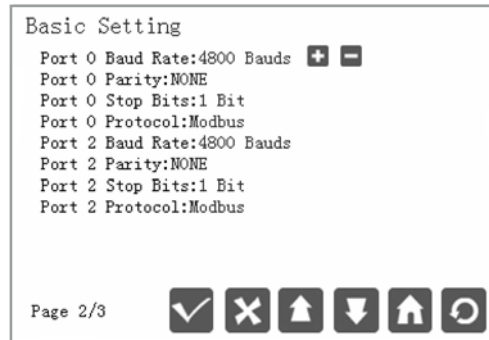 Basic Setting
Port 0 Baud Rate:4800 Bauds
Port 0 Parity:NONE
Port 0 Stop Bits:1 Bit
Port 0 Protocol:Modbus
Port 2 Baud Rate:4800 Bauds
Port 2 Parity:NONE
Port 2 Stop Bits:1 Bit
Port 2 Protocol:Modbus
Page 2/3